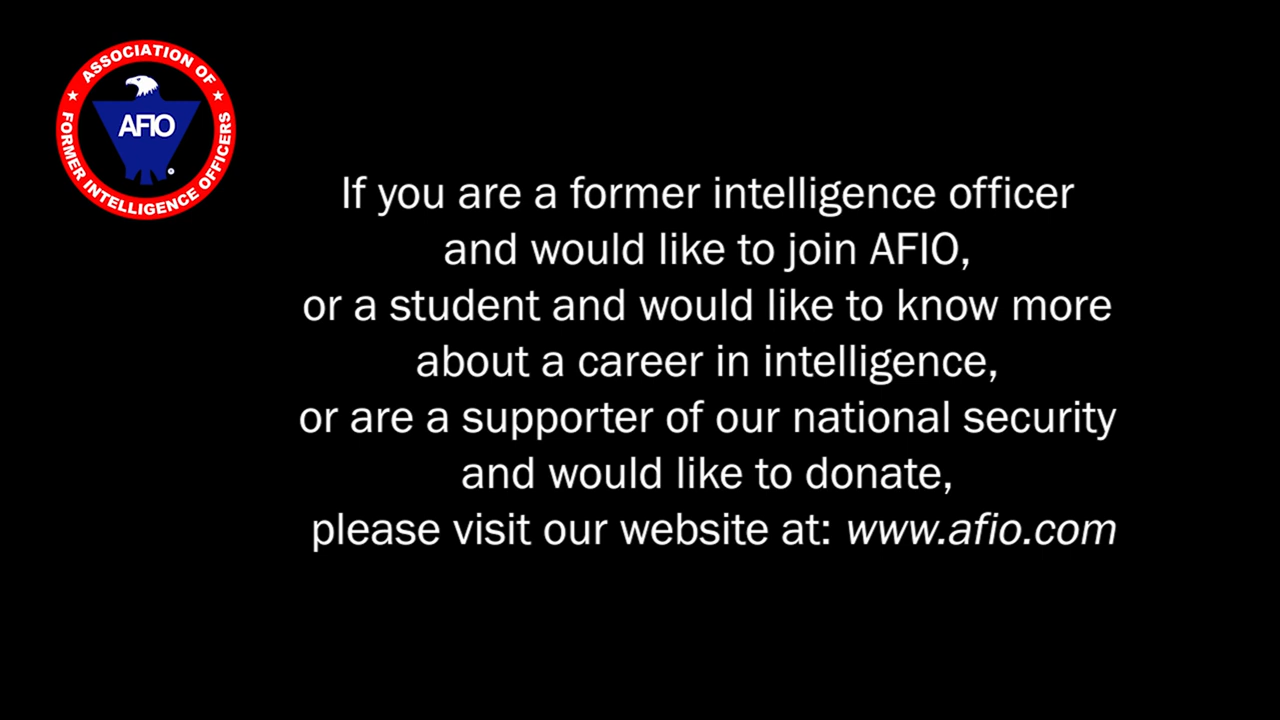 ASSOCIATION OF
FORMER INTELLIGENCE OFFICERS
AFIO
If you are a former intelligence officer
and would like to join AFIO,
or a student and would like to know more
about a career in intelligence,
or are a supporter of our national security
and would like to donate,
please visit our website at: www.afio.com